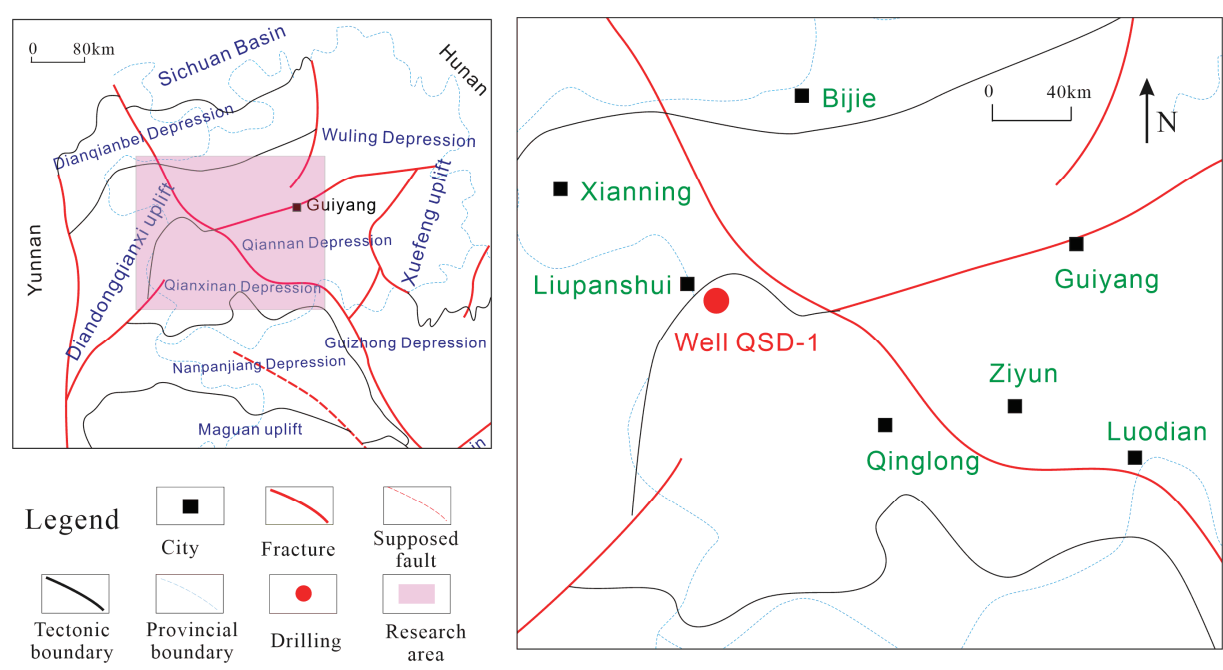 0 80km
Sichuan Basin
Hunan
Dianqianbei Depression
Wuling Depression
Diandongqianxi uplift
Xuefeng uplift
Yunnan
Guiyang
Qiannan Depression
Qianxinan Depression
Guizhong Depression
Nanpanjiang Depression
Maguan uplift
in
0 40km
N
Bijie
Xianning
Liupanshui
Guiyang
Well QSD-1
Ziyun
Luodian
Qinglong
Legend
City
Fracture
Supposed
fault
Tectonic
boundary
Provincial
boundary
Drilling
Research
area